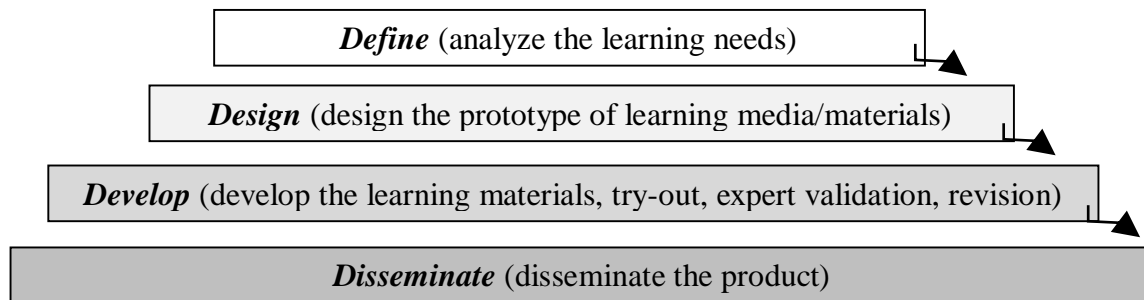 Define (analyze the learning needs)
Design (design the prototype of learning media/materials)
Develop (develop the learning materials, try-out, expert validation, revision)
Disseminate (disseminate the product)